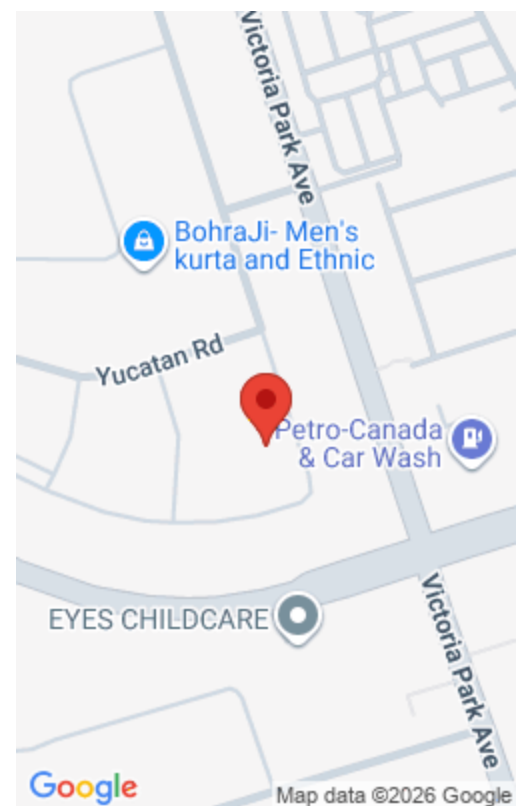 Victoria Park Ave
BohraJi- Men's
kurta and Ethnic
Yucatan Rd
Petro-Canada
& Car Wash
EYES CHILDCARE
Victoria Park Ave
Google
Map data ©2026 Google